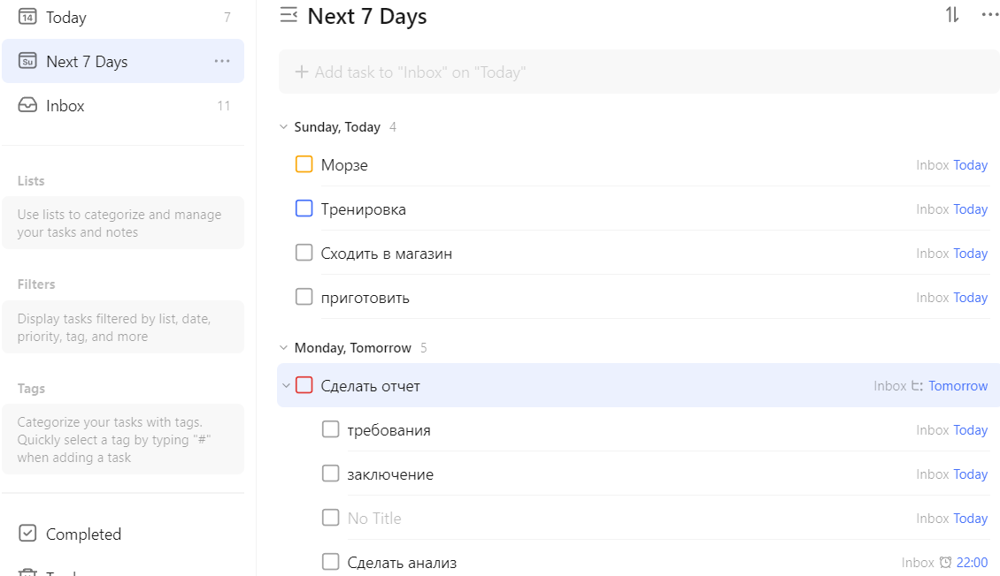 14 Today 7
Su Next 7 Days
Inbox 11
Lists
Use lists to categorize and manage
your tasks and notes
Filters
Display tasks filtered by list, date,
priority, tag, and more
Tags
Categorize your tasks with tags.
Quickly select a tag by typing "#"
when adding a task
Completed
Next 7 Days
+ Add task to "Inbox" on "Today"
Sunday, Today 4
Морзе Inbox Today
Тренировка Inbox Today
Сходить в магазин Inbox Today
приготовить Inbox Today
Monday, Tomorrow 5
Сделать отчет Inbox Tomorrow
требования Inbox Today
заключение Inbox Today
No Title Inbox Today
Сделать анализ Inbox 22:00